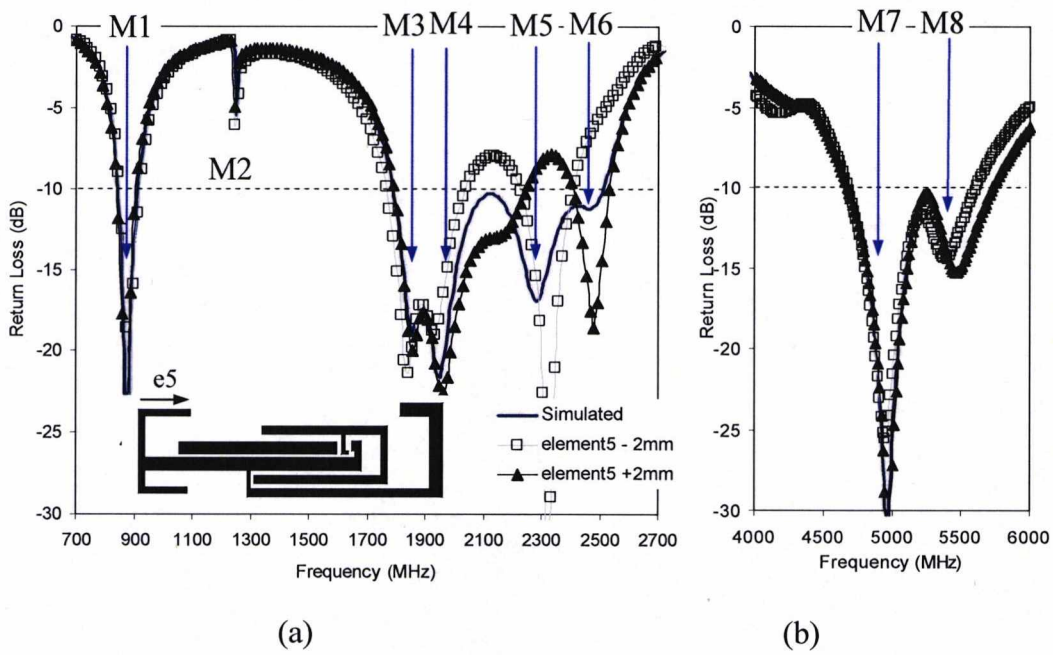 M1 M3 M4 M5 M6
M2
0
-5
-10
-15
-20
-25
-30
Return Loss (dB)
e5
Simulated
element5 - 2mm
element5 +2mm
700 900 1100 1300 1500 1700 1900 2100 2300 2500 2700
Frequency (MHz)
(a)
M7 M8
0
-5
-10
-15
-20
-25
-30
Return Loss (dB)
4000 4500 5000 5500 6000
Frequency (MHz)
(b)